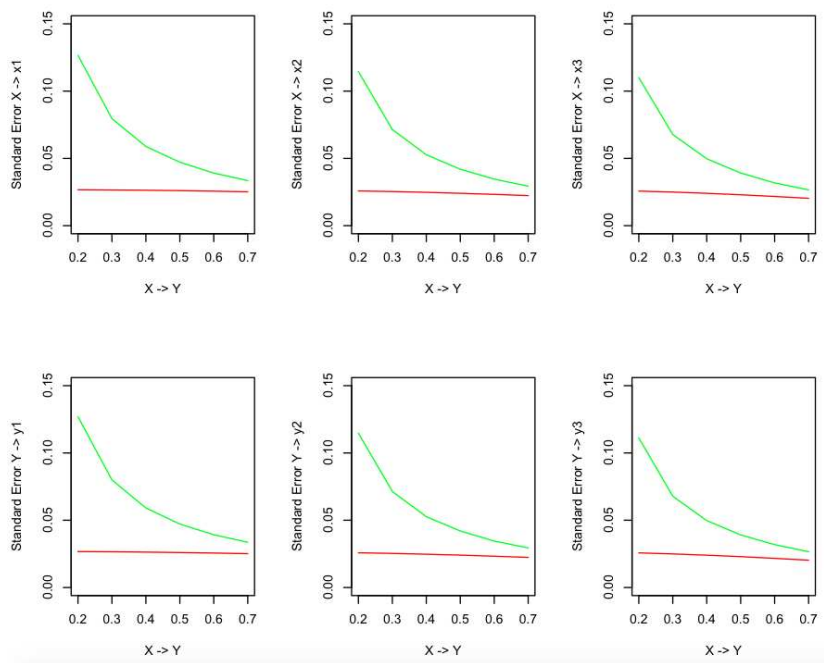 Standard Error X -> x1
0.00 0.05 0.10 0.15
0.2 0.3 0.4 0.5 0.6 0.7
X -> Y
Standard Error X -> x2
0.00 0.05 0.10 0.15
0.2 0.3 0.4 0.5 0.6 0.7
X -> Y
Standard Error X -> x3
0.00 0.05 0.10 0.15
0.2 0.3 0.4 0.5 0.6 0.7
X -> Y
Standard Error Y -> y1
0.00 0.05 0.10 0.15
0.2 0.3 0.4 0.5 0.6 0.7
X -> Y
Standard Error Y -> y2
0.00 0.05 0.10 0.15
0.2 0.3 0.4 0.5 0.6 0.7
X -> Y
Standard Error Y -> y3
0.00 0.05 0.10 0.15
0.2 0.3 0.4 0.5 0.6 0.7
X -> Y